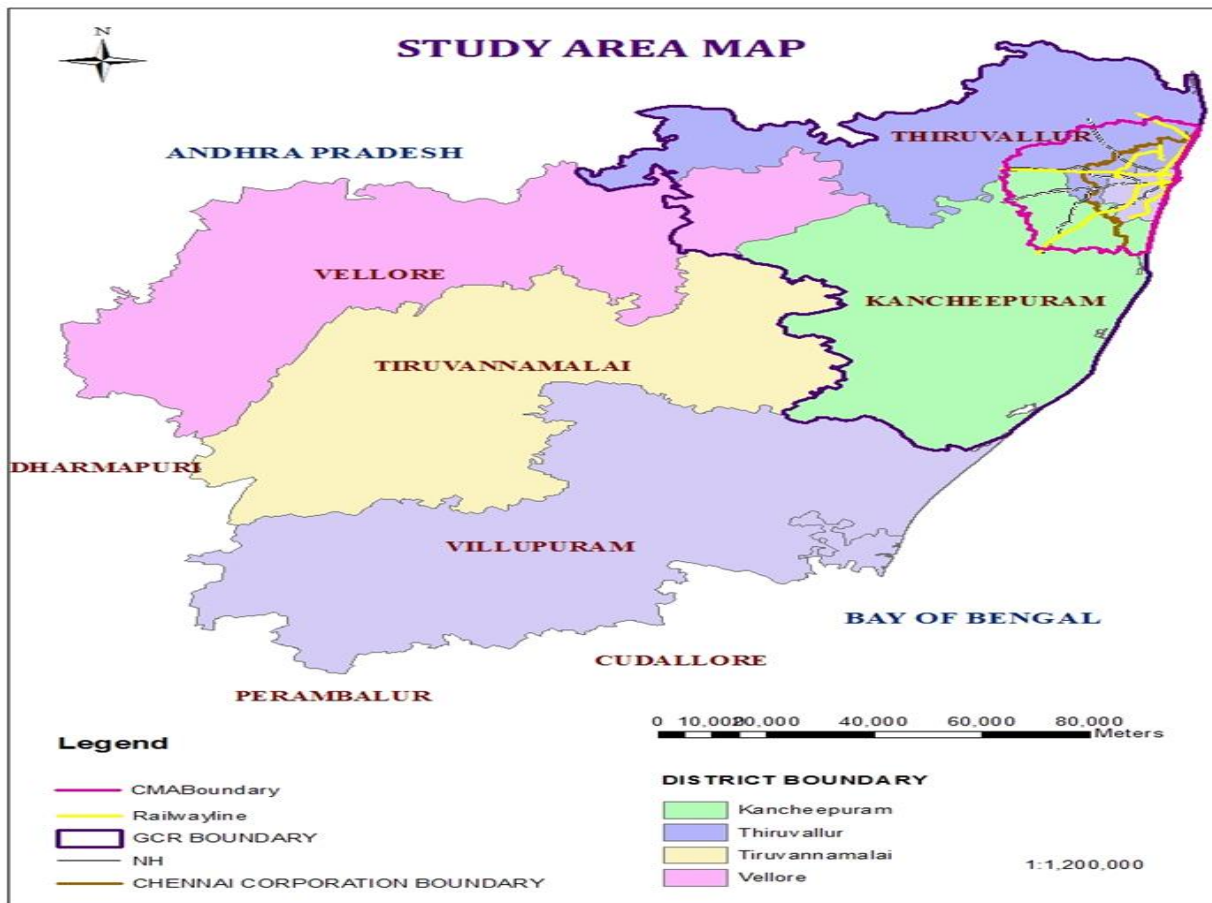 N
STUDY AREA MAP
THIRUVALLUR
ANDHRA PRADESH
VELLORE
KANCHEEPURAM
TIRUVANNAMALAI
DHARMAPURI
VILLUPURAM
BAY OF BENGAL
CUDALLORE
PERAMBALUR
0 10,000 20,000 40,000 60,000 80,000
Meters
Legend
CMABoundary
Railwayline
GCR BOUNDARY
NH
CHENNAI CORPORATION BOUNDARY
DISTRICT BOUNDARY
Kancheepuram
Thiruvallur
Tiruvannamalai
Vellore
1:1,200,000